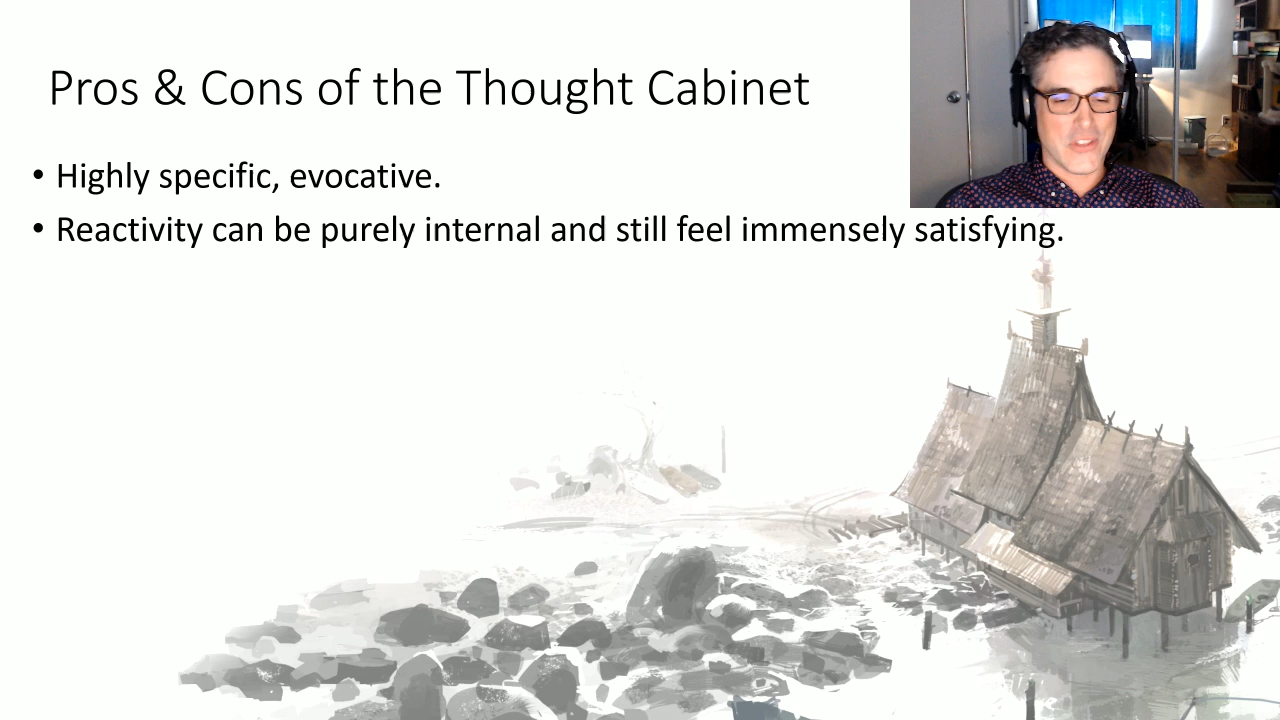 Pros & Cons of the Thought Cabinet
• Highly specific, evocative.
• Reactivity can be purely internal and still feel immensely satisfying.